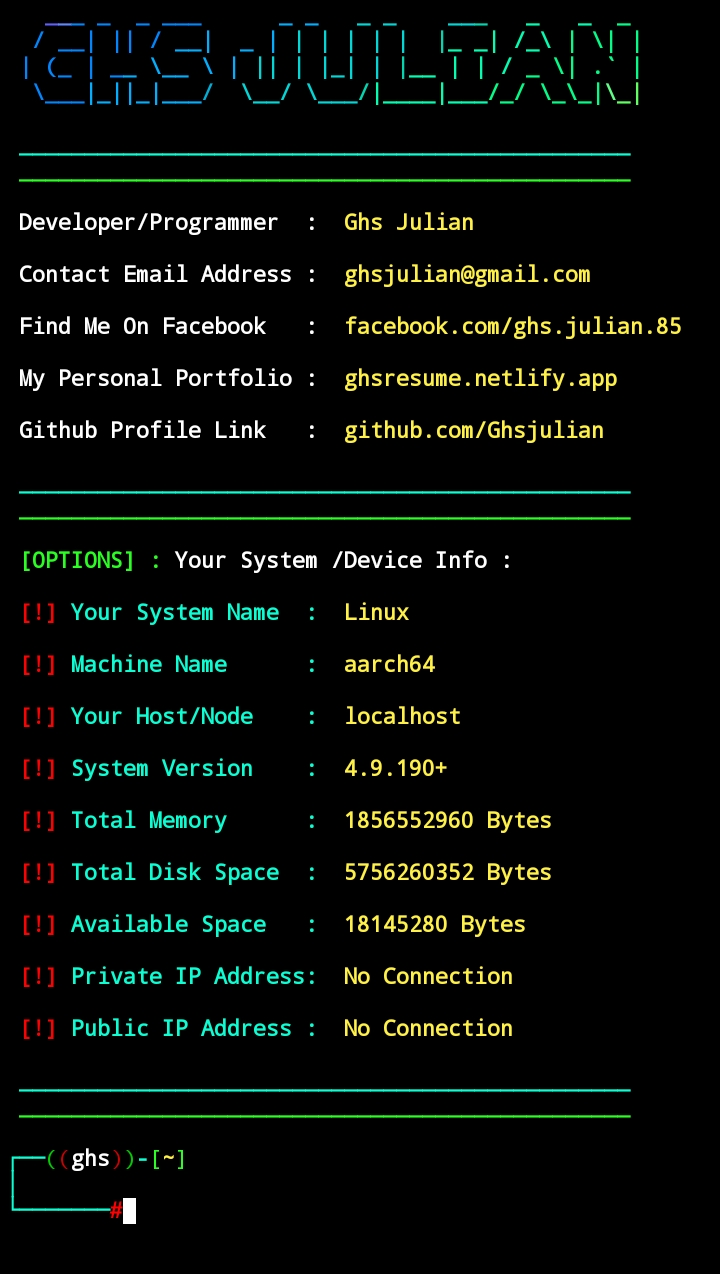 GHS JULIAN
Developer/Programmer  :  Ghs Julian
Contact Email Address :  ghsjulian@gmail.com
Find Me On Facebook   :  facebook.com/ghs.julian.85
My Personal Portfolio :  ghsresume.netlify.app
Github Profile Link   :  github.com/Ghsjulian
[OPTIONS] : Your System /Device Info :
[!] Your System Name  :  Linux
[!] Machine Name      :  aarch64
[!] Your Host/Node    :  localhost
[!] System Version    :  4.9.190+
[!] Total Memory      :  1856552960 Bytes
[!] Total Disk Space  :  5756260352 Bytes
[!] Available Space   :  18145280 Bytes
[!] Private IP Address:  No Connection
[!] Public IP Address :  No Connection
((ghs))-[~]
#